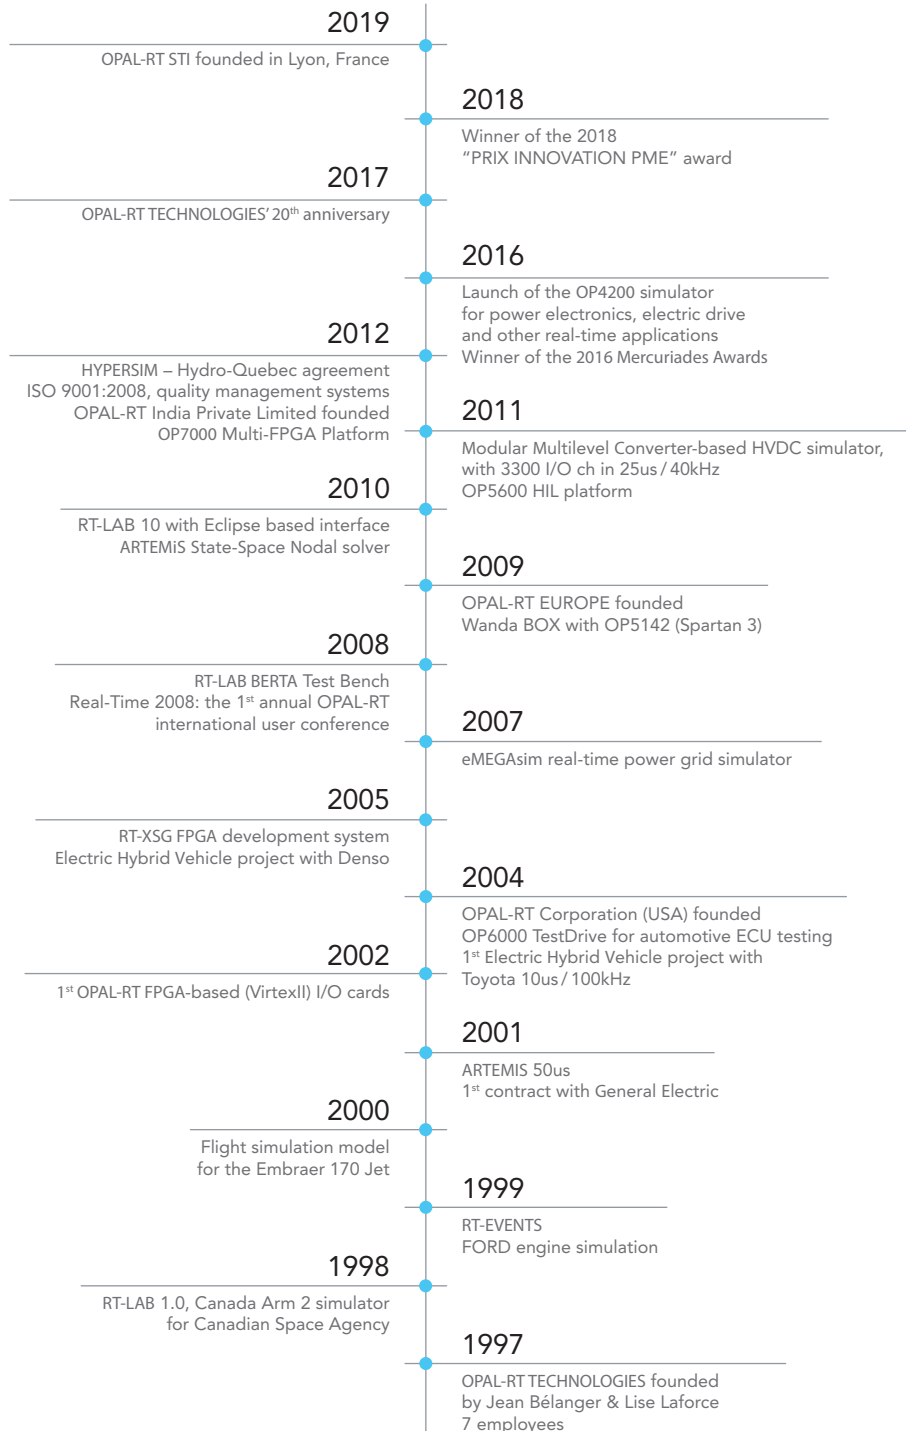 2019
OPAL-RT STI founded in Lyon, France
2018
Winner of the 2018
“PRIX INNOVATION PME” award
2017
OPAL-RT TECHNOLOGIES’ 20th anniversary
2016
Launch of the OP4200 simulator
for power electronics, electric drive
and other real-time applications
Winner of the 2016 Mercuriades Awards
2012
HYPERSIM – Hydro-Quebec agreement
ISO 9001:2008, quality management systems
OPAL-RT India Private Limited founded
OP7000 Multi-FPGA Platform
2011
Modular Multilevel Converter-based HVDC simulator,
with 3300 I/O ch in 25us / 40kHz
OP5600 HIL platform
2010
RT-LAB 10 with Eclipse based interface
ARTEMiS State-Space Nodal solver
2009
OPAL-RT EUROPE founded
Wanda BOX with OP5142 (Spartan 3)
2008
RT-LAB BERTA Test Bench
Real-Time 2008: the 1st annual OPAL-RT
international user conference
2007
eMEGAsim real-time power grid simulator
2005
RT-XSG FPGA development system
Electric Hybrid Vehicle project with Denso
2004
OPAL-RT Corporation (USA) founded
OP6000 TestDrive for automotive ECU testing
1st Electric Hybrid Vehicle project with
Toyota 10us / 100kHz
2002
1st OPAL-RT FPGA-based (VirtexII) I/O cards
2001
ARTEMIS 50us
1st contract with General Electric
2000
Flight simulation model
for the Embraer 170 Jet
1999
RT-EVENTS
FORD engine simulation
1998
RT-LAB 1.0, Canada Arm 2 simulator
for Canadian Space Agency
1997
OPAL-RT TECHNOLOGIES founded
by Jean Bélanger & Lise Laforce
7 employees